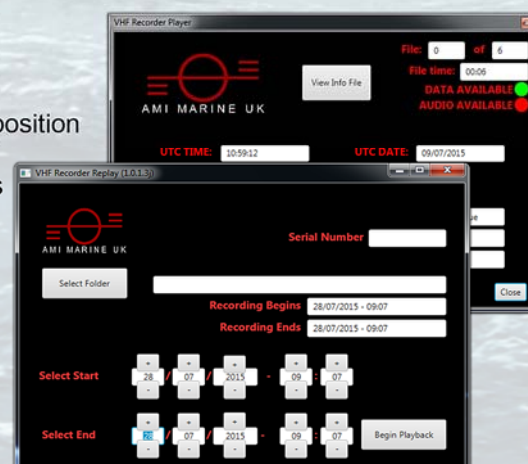 VHF Recorder Player
File: 0 of 6
View Info File
File time: 00:06
DATA AVAILABLE
AUDIO AVAILABLE
AMI MARINE UK
UTC TIME: 10:59:12 UTC DATE: 09/07/2015
Close
VHF Recorder Replay (1.0.1.3j)
AMI MARINE UK
Serial Number
Select Folder
Recording Begins 28/07/2015 - 09:07
Recording Ends 28/07/2015 - 09:07
Select Start 28 / 07 / 2015 - 09 : 07
Select End 28 / 07 / 2015 - 09 : 07
Begin Playback